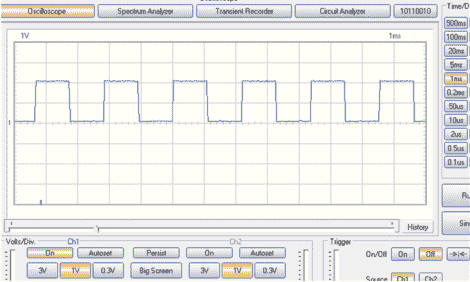 Oscilloscope Spectrum Analyzer Transient Recorder Circuit Analyzer 10110010
Time/D
1V 1ms
500ms
100ms
20ms
5ms
1ms
0.2ms
50us
10us
2us
0.5us
0.1us
1
History
Ru
Sin
Volts/Div. Ch1 Ch2 Trigger
On Autoset Persist On Autoset On/Off On Off
3V 1V 0.3V Big Screen 3V 1V 0.3V
Source Ch1 Ch2